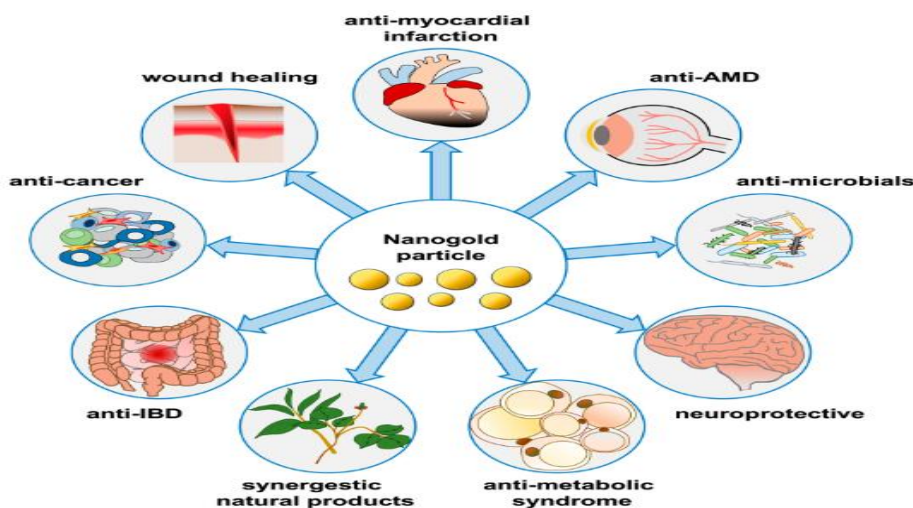 anti-myocardial
infarction
wound healing
anti-AMD
anti-cancer
anti-microbials
Nanogold
particle
anti-IBD
neuroprotective
synergestic
natural products
anti-metabolic
syndrome